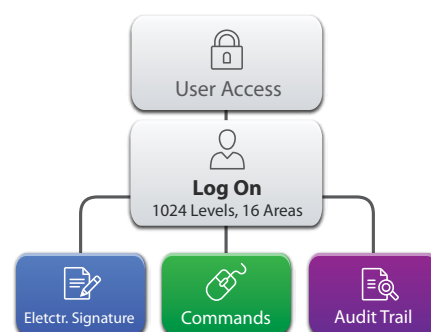 User Access
Log On
1024 Levels, 16 Areas
Eletctr. Signature
Commands
Audit Trail